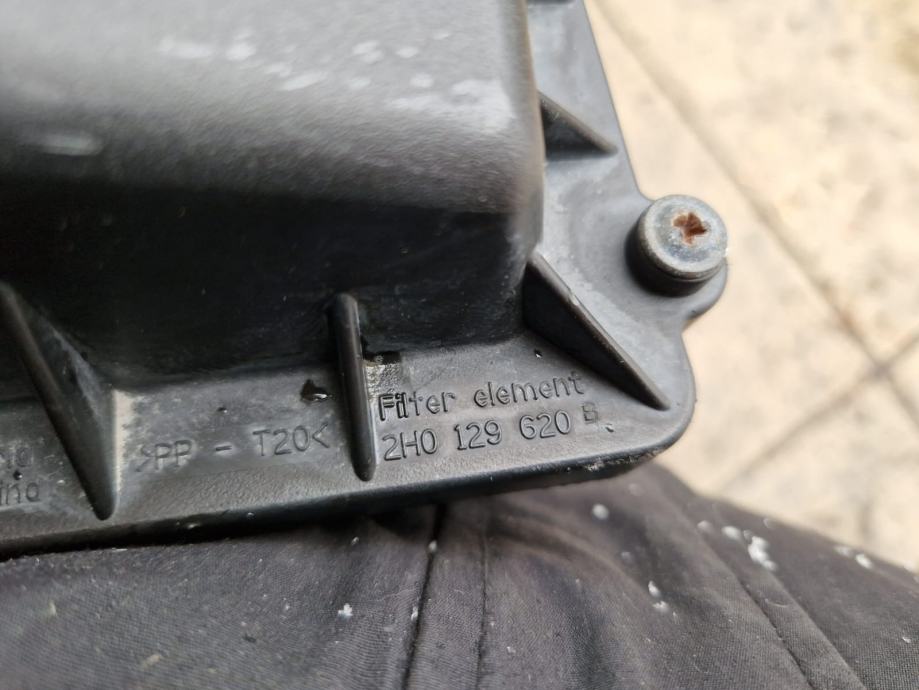 Filter element
2H0 129 620 B
>PP - T20<